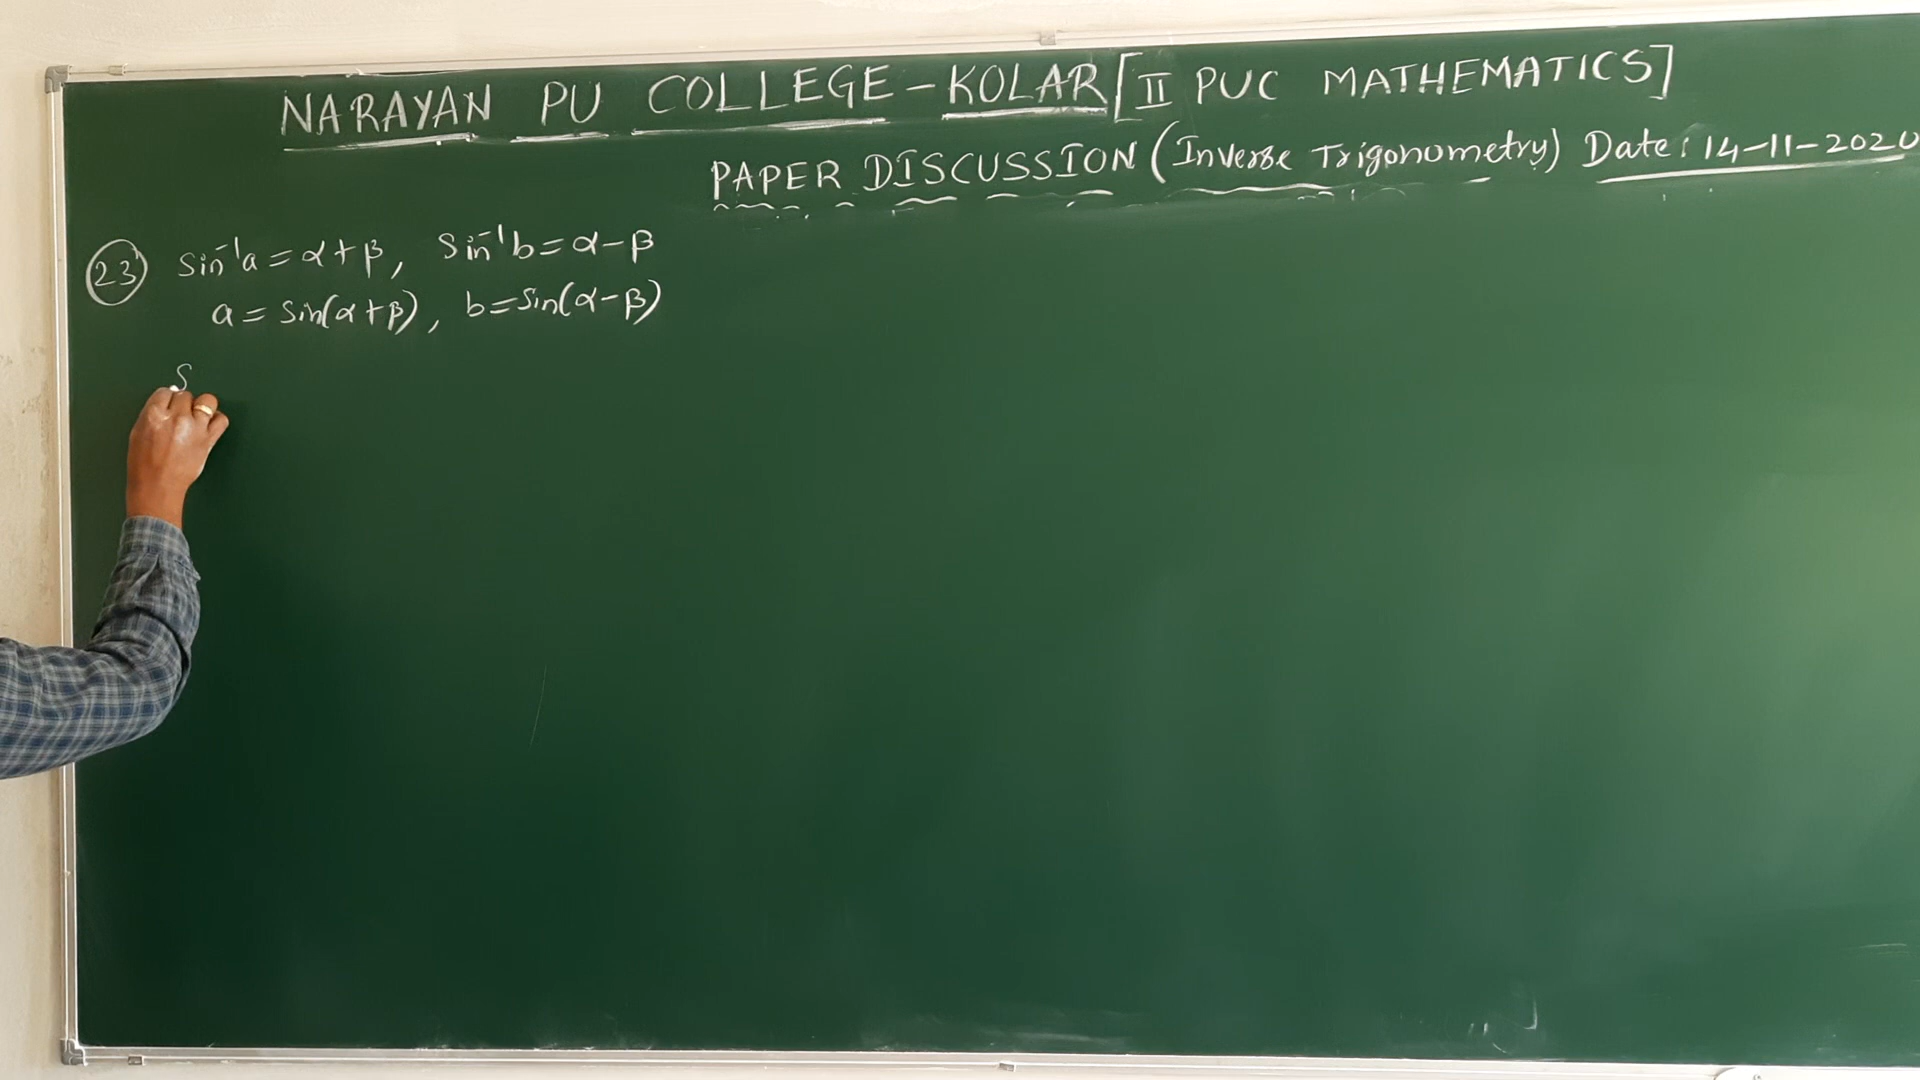 NARAYAN PU COLLEGE - KOLAR [II PUC MATHEMATICS]
PAPER DISCUSSION (Inverse Trigonometry) Date: 14-11-2020
(23) Sin⁻¹a = α+β, Sin⁻¹b = α-β
a = Sin(α+β), b = Sin(α-β)
S